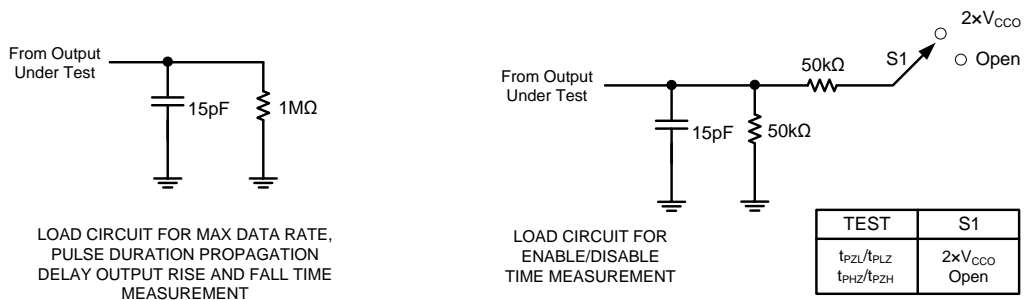 From Output
Under Test
15pF
1MΩ
LOAD CIRCUIT FOR MAX DATA RATE,
PULSE DURATION PROPAGATION
DELAY OUTPUT RISE AND FALL TIME
MEASUREMENT
2×VCCO
S1
Open
50kΩ
From Output
Under Test
15pF
50kΩ
LOAD CIRCUIT FOR
ENABLE/DISABLE
TIME MEASUREMENT
TEST S1
tPZL/tPLZ 2×VCCO
tPHZ/tPZH Open